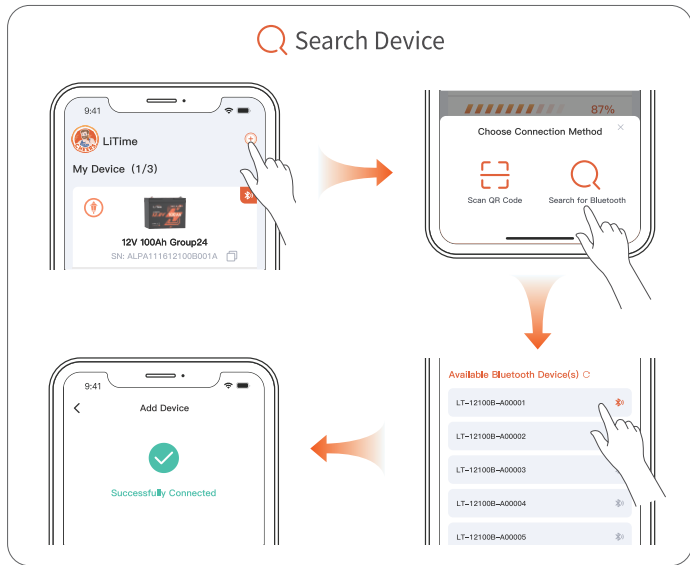 Search Device
9:41
LiTime
My Device (1/3)
12V 100Ah Group24
SN: ALPA111612100B001A
87%
Choose Connection Method
Scan QR Code
Search for Bluetooth
Available Bluetooth Device(s)
LT-12100B-A00001
LT-12100B-A00002
LT-12100B-A00003
LT-12100B-A00004
LT-12100B-A00005
9:41
Add Device
Successfully Connected